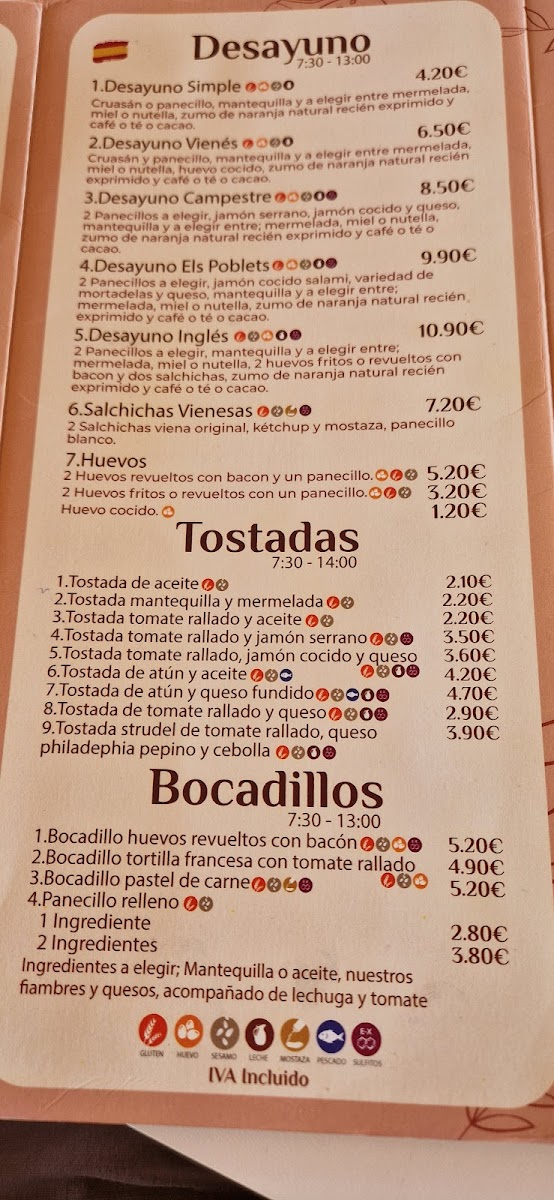 Desayuno
7:30 - 13:00
1.Desayuno Simple 4.20€
Cruasán o panecillo, mantequilla y a elegir entre mermelada,
miel o nutella, zumo de naranja natural recién exprimido y
café o té o cacao.
2.Desayuno Vienés 6.50€
Cruasán y panecillo, mantequilla y a elegir entre mermelada,
miel o nutella, huevo cocido, zumo de naranja natural recién
exprimido y café o té o cacao.
3.Desayuno Campestre 8.50€
2 Panecillos a elegir, jamón serrano, jamón cocido y queso,
mantequilla y a elegir entre; mermelada, miel o nutella,
zumo de naranja natural recién exprimido y café o té o
cacao.
4.Desayuno Els Poblets 9.90€
2 Panecillos a elegir, jamón cocido salami, variedad de
mortadelas y queso, mantequilla y a elegir entre;
mermelada, miel o nutella, zumo de naranja natural recién
exprimido y café o té o cacao.
5.Desayuno Inglés 10.90€
2 Panecillos a elegir, mantequilla y a elegir entre;
mermelada, miel o nutella, 2 huevos fritos o revueltos con
bacon y dos salchichas, zumo de naranja natural recién
exprimido y café o té o cacao.
6.Salchichas Vienesas 7.20€
2 Salchichas viena original, kétchup y mostaza, panecillo
blanco.
7.Huevos
2 Huevos revueltos con bacon y un panecillo. 5.20€
2 Huevos fritos o revueltos con un panecillo. 3.20€
Huevo cocido. 1.20€
Tostadas
7:30 - 14:00
1.Tostada de aceite 2.10€
2.Tostada mantequilla y mermelada 2.20€
3.Tostada tomate rallado y aceite 2.20€
4.Tostada tomate rallado y jamón serrano 3.50€
5.Tostada tomate rallado, jamón cocido y queso 3.60€
6.Tostada de atún y aceite 4.20€
7.Tostada de atún y queso fundido 4.70€
8.Tostada de tomate rallado y queso 2.90€
9.Tostada strudel de tomate rallado, queso 3.90€
philadephia pepino y cebolla
Bocadillos
7:30 - 13:00
1.Bocadillo huevos revueltos con bacón 5.20€
2.Bocadillo tortilla francesa con tomate rallado 4.90€
3.Bocadillo pastel de carne 5.20€
4.Panecillo relleno
1 Ingrediente 2.80€
2 Ingredientes 3.80€
Ingredientes a elegir; Mantequilla o aceite, nuestros
fiambres y quesos, acompañado de lechuga y tomate
E-X
GLUTEN HUEVO SÉSAMO LECHE MOSTAZA PESCADO SULFITOS
IVA Incluido